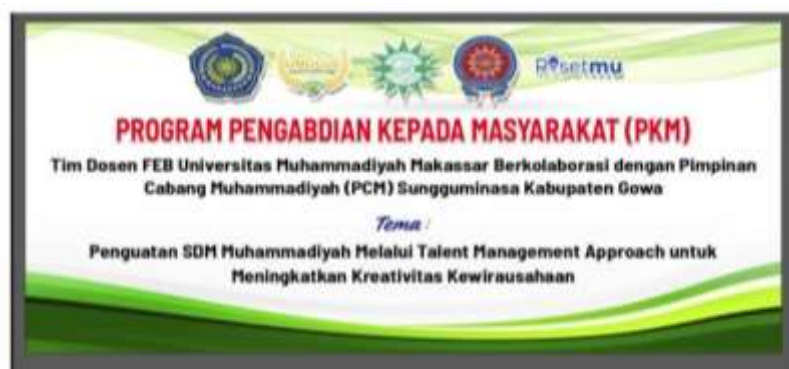 Risetmu
PROGRAM PENGABDIAN KEPADA MASYARAKAT (PKM)
Tim Dosen FEB Universitas Muhammadiyah Makassar Berkolaborasi dengan Pimpinan
Cabang Muhammadiyah (PCM) Sungguminasa Kabupaten Gowa
Tema :
Penguatan SDM Muhammadiyah Melalui Talent Management Approach untuk
Meningkatkan Kreativitas Kewirausahaan